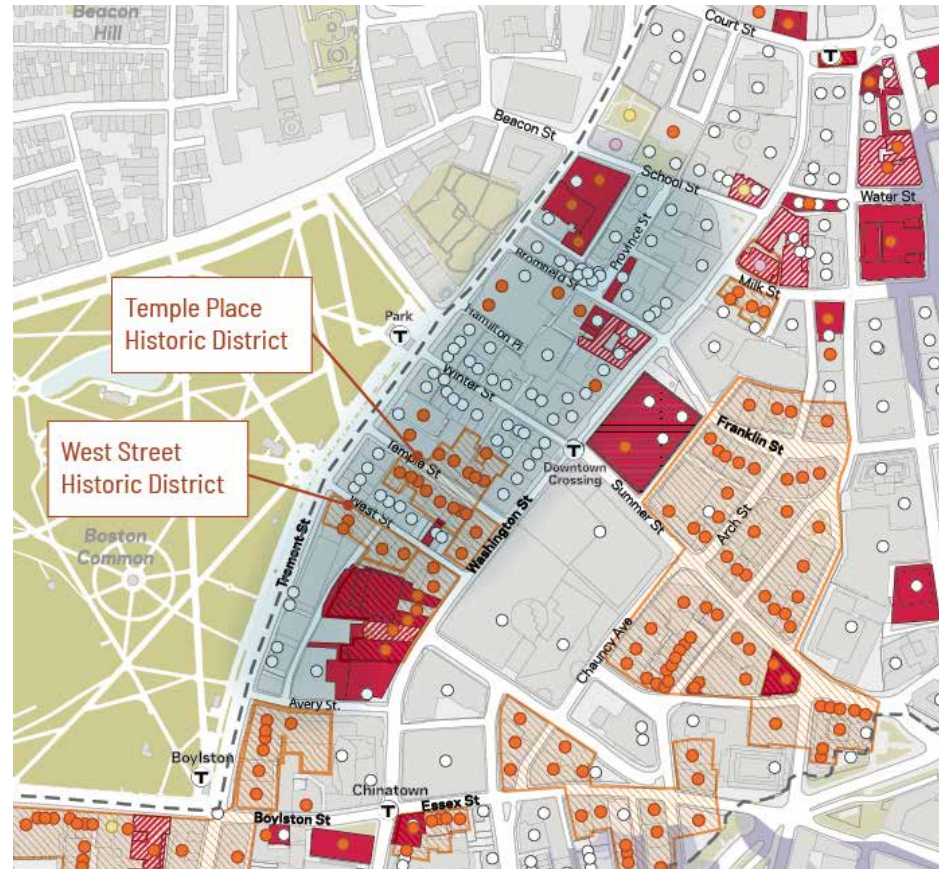 Beacon
Hill
Court St
T
Beacon St
School St
Water St
Province St
Bromfield St
Milk St
Temple Place
Historic District
Park
T
Hamilton Pl
Winter St
Franklin St
West Street
Historic District
Temple St
T
Downtown
Crossing
Summer St
Arch St
West St
Washington St
Tremont St
Boston
Common
Chauncy Ave
Avery St.
Boylston
T
Chinatown
T
Essex St
Boylston St